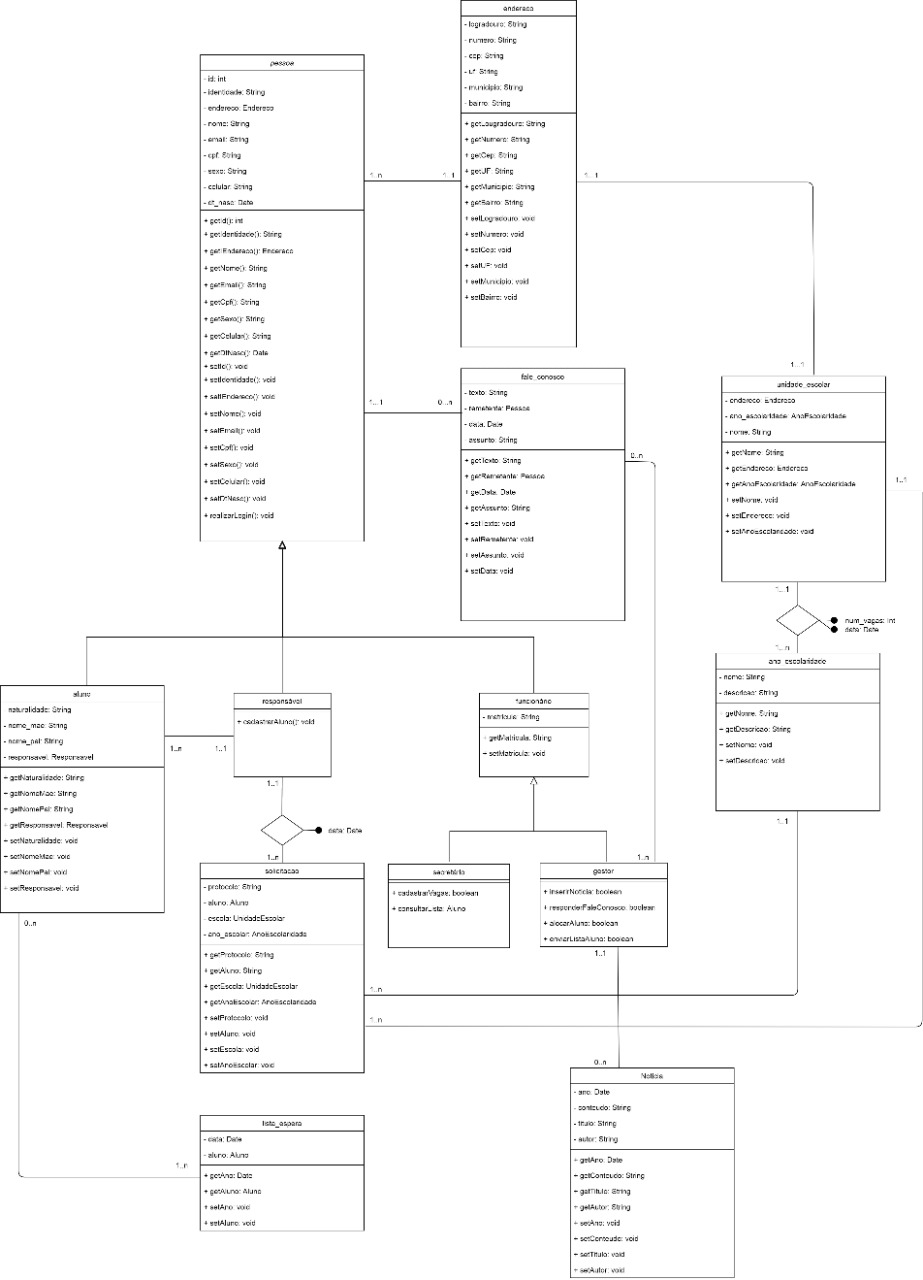 endereco
- logradouro: String
- numero: String
- cep: String
- uf: String
- municipio: String
- bairro: String
+ getLougradouro: String
+ getNumero: String
+ getCep: String
+ getUF: String
+ getMunicipio: String
+ getBairro: String
+ setLogradouro: void
+ setNumero: void
+ setCep: void
+ setUF: void
+ setMunicipio: void
+ setBairro: void
pessoa
- id: int
- identidade: String
- endereco: Endereco
- nome: String
- email: String
- cpf: String
- sexo: String
- celular: String
- dt_nasc: Date
+ getId(): int
+ getIdentidade(): String
+ getEndereco(): Endereco
+ getNome(): String
+ getEmail(): String
+ getCpf(): String
+ getSexo(): String
+ getCelular(): String
+ getDtNasc(): Date
+ setId(): void
+ setIdentidade(): void
+ setEndereco(): void
+ setNome(): void
+ setEmail(): void
+ setCpf(): void
+ setSexo(): void
+ setCelular(): void
+ setDtNasc(): void
+ realizarLogin(): void
1..n
1..1
1...1
1...1
1...1
0..n
fale_conosco
- texto: String
- remetente: Pessoa
- data: Date
- assunto: String
+ getTexto: String
+ getRemetente: Pessoa
+ getData: Date
+ getAssunto: String
+ setTexto: void
+ setRemetente: void
+ setAssunto: void
+ setData: void
0..n
unidade_escolar
- endereco: Endereco
- ano_escolaridade: AnoEscolaridade
- nome: String
+ getNome: String
+ getEndereco: Endereco
+ getAnoEscolaridade: AnoEscolaridade
+ setNome: void
+ setEndereco: void
+ setAnoEscolaridade: void
1..1
1...1
num_vagas: int
data: Date
1...n
ano_escolaridade
- nome: String
- descricao: String
getNome: String
+ getDescricao: String
+ setNome: void
+ setDescricao: void
1..1
aluno
naturalidade: String
- nome_mae: String
- nome_pai: String
- responsavel: Responsavel
+ getNaturalidade: String
+ getNomeMae: String
+ getNomePai: String
+ getResponsavel: Responsavel
+ setNaturalidade: void
+ setNomeMae: void
+ setNomePai: void
+ setResponsavel: void
1..n
1..1
0..n
responsável
+ cadastrarAluno(): void
1..1
data: Date
1..n
funcionário
- matricula: String
- getMatricula: String
+ setMatricula: void
secretário
+ cadastrarVagas: boolean
+ consultarLista: Aluno
1...n
gestor
+ inserirNoticia: boolean
+ responderFaleConosco: boolean
+ alocarAluno: boolean
+ enviarListaAluno: boolean
1...1
0..n
solicitacao
- protocolo: String
- aluno: Aluno
- escola: UnidadeEscolar
- ano_escolar: AnoEscolaridade
+ getProtocolo: String
+ getAluno: String
+ getEscola: UnidadeEscolar
+ getAnoEscolar: AnoEscolaridade
+ setProtocolo: void
+ setAluno: void
+ setEscola: void
+ setAnoEscolar: void
1..n
1..n
lista_espera
- data: Date
- aluno: Aluno
+ getAno: Date
+ getAluno: Aluno
+ setAno: void
+ setAluno: void
1..n
Noticia
- ano: Date
- conteudo: String
- titulo: String
- autor: String
+ getAno: Date
+ getConteudo: String
+ getTitulo: String
+ getAutor: String
+ setAno: void
+ setConteudo: void
+ setTitulo: void
+ setAutor: void